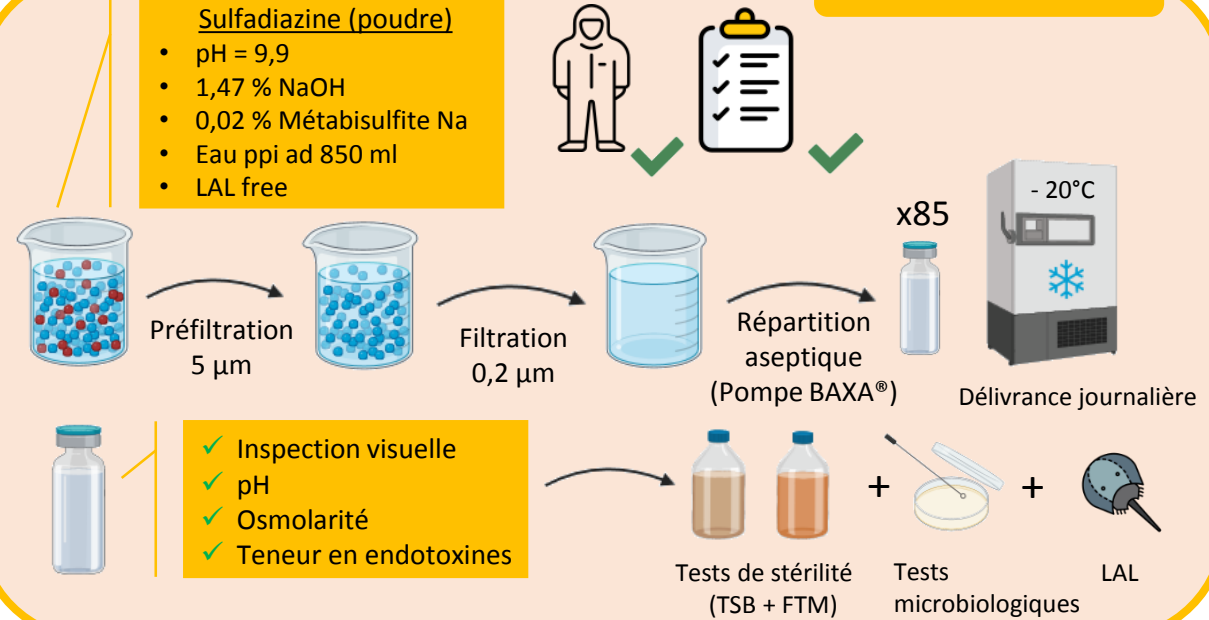 Sulfadiazine (poudre)
• pH = 9,9
• 1,47 % NaOH
• 0,02 % Métabisulfite Na
• Eau ppi ad 850 ml
• LAL free
- 20°C
x85
Préfiltration
5 µm
Filtration
0,2 µm
Répartition
aseptique
(Pompe BAXA®)
Délivrance journalière
✓ Inspection visuelle
✓ pH
✓ Osmolarité
✓ Teneur en endotoxines
+
+
Tests de stérilité
(TSB + FTM)
Tests
microbiologiques
LAL